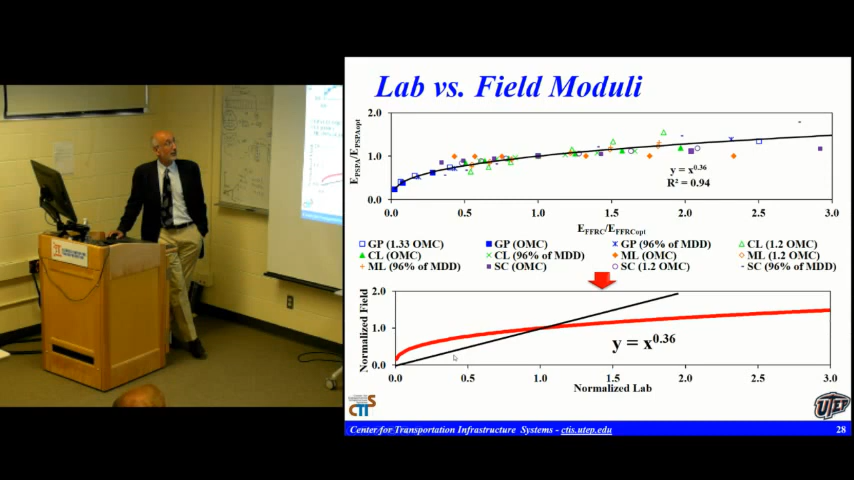 Lab vs. Field Moduli
2.0
1.0
0.0
E_PSPA/E_PSPAopt
y = x^0.36
R² = 0.94
0.0 0.5 1.0 1.5 2.0 2.5 3.0
E_FFRC/E_FFRCopt
GP (1.33 OMC) GP (OMC) GP (96% of MDD) CL (1.2 OMC)
CL (OMC) CL (96% of MDD) ML (OMC) ML (1.2 OMC)
ML (96% of MDD) SC (OMC) SC (1.2 OMC) SC (96% of MDD)
2.0
1.0
0.0
Normalized Field
y = x^0.36
0.0 0.5 1.0 1.5 2.0 2.5 3.0
Normalized Lab
CTIS
UTEP
Center for Transportation Infrastructure Systems - ctis.utep.edu 28